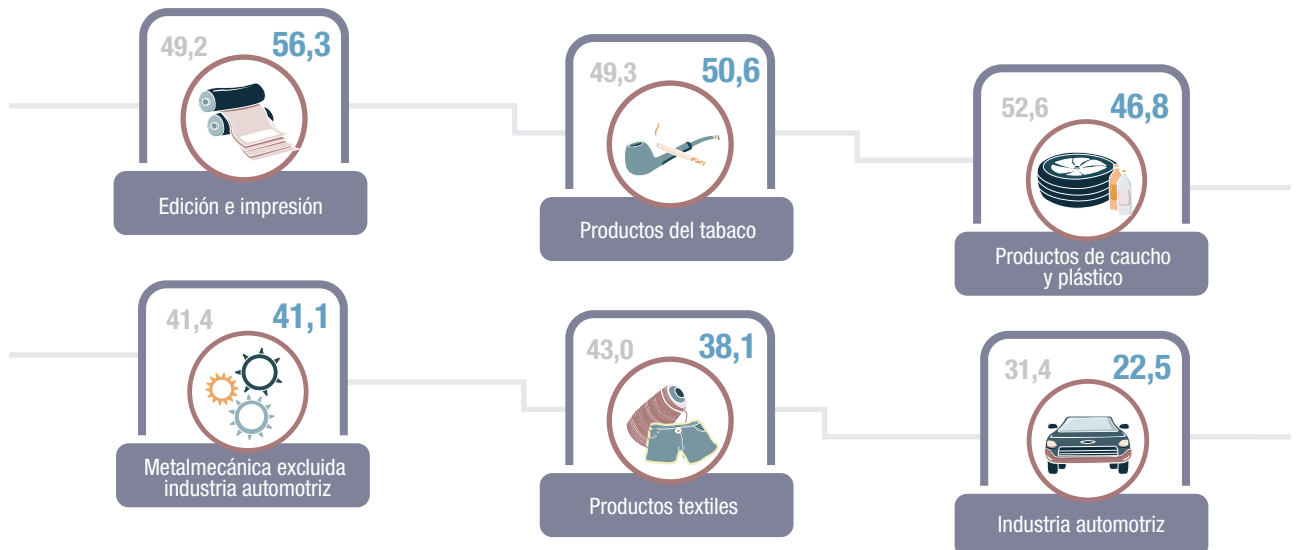 49,2 56,3
Edición e impresión
49,3 50,6
Productos del tabaco
52,6 46,8
Productos de caucho
y plástico
41,4 41,1
Metalmecánica excluida
industria automotriz
43,0 38,1
Productos textiles
31,4 22,5
Industria automotriz